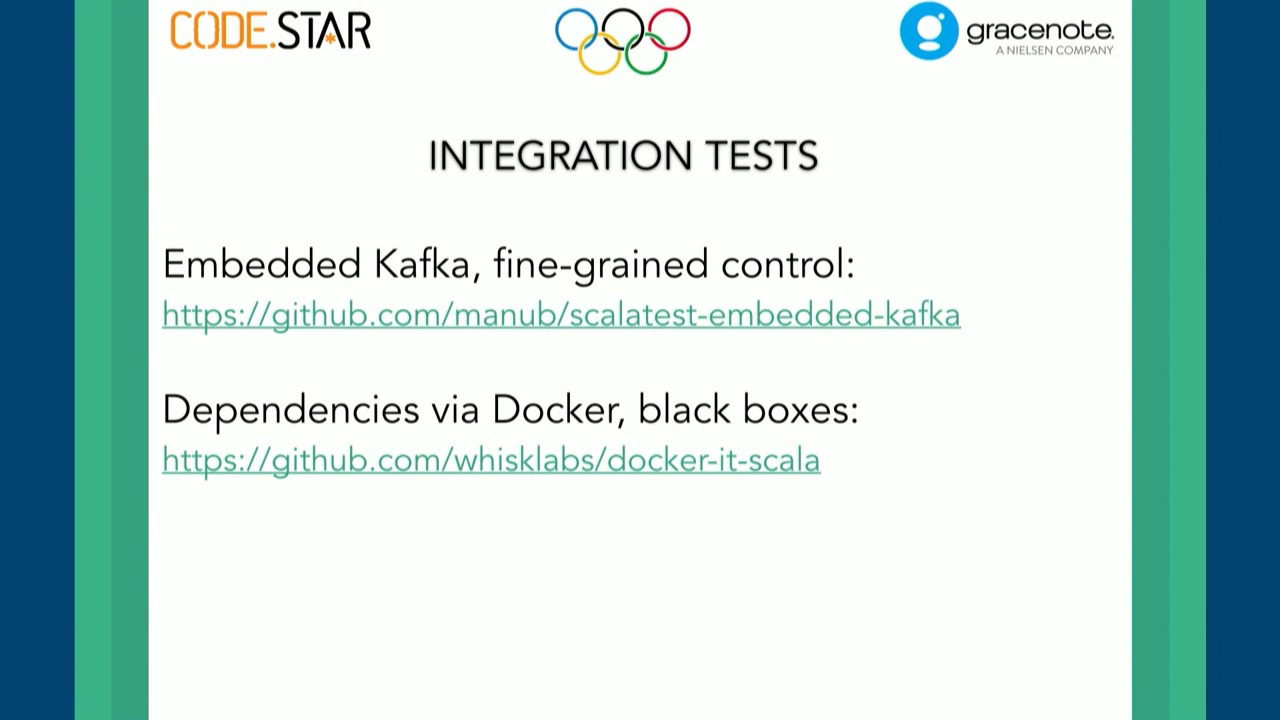 CODE.STAR
gracenote.
A NIELSEN COMPANY
INTEGRATION TESTS
Embedded Kafka, fine-grained control:
https://github.com/manub/scalatest-embedded-kafka
Dependencies via Docker, black boxes:
https://github.com/whisklabs/docker-it-scala